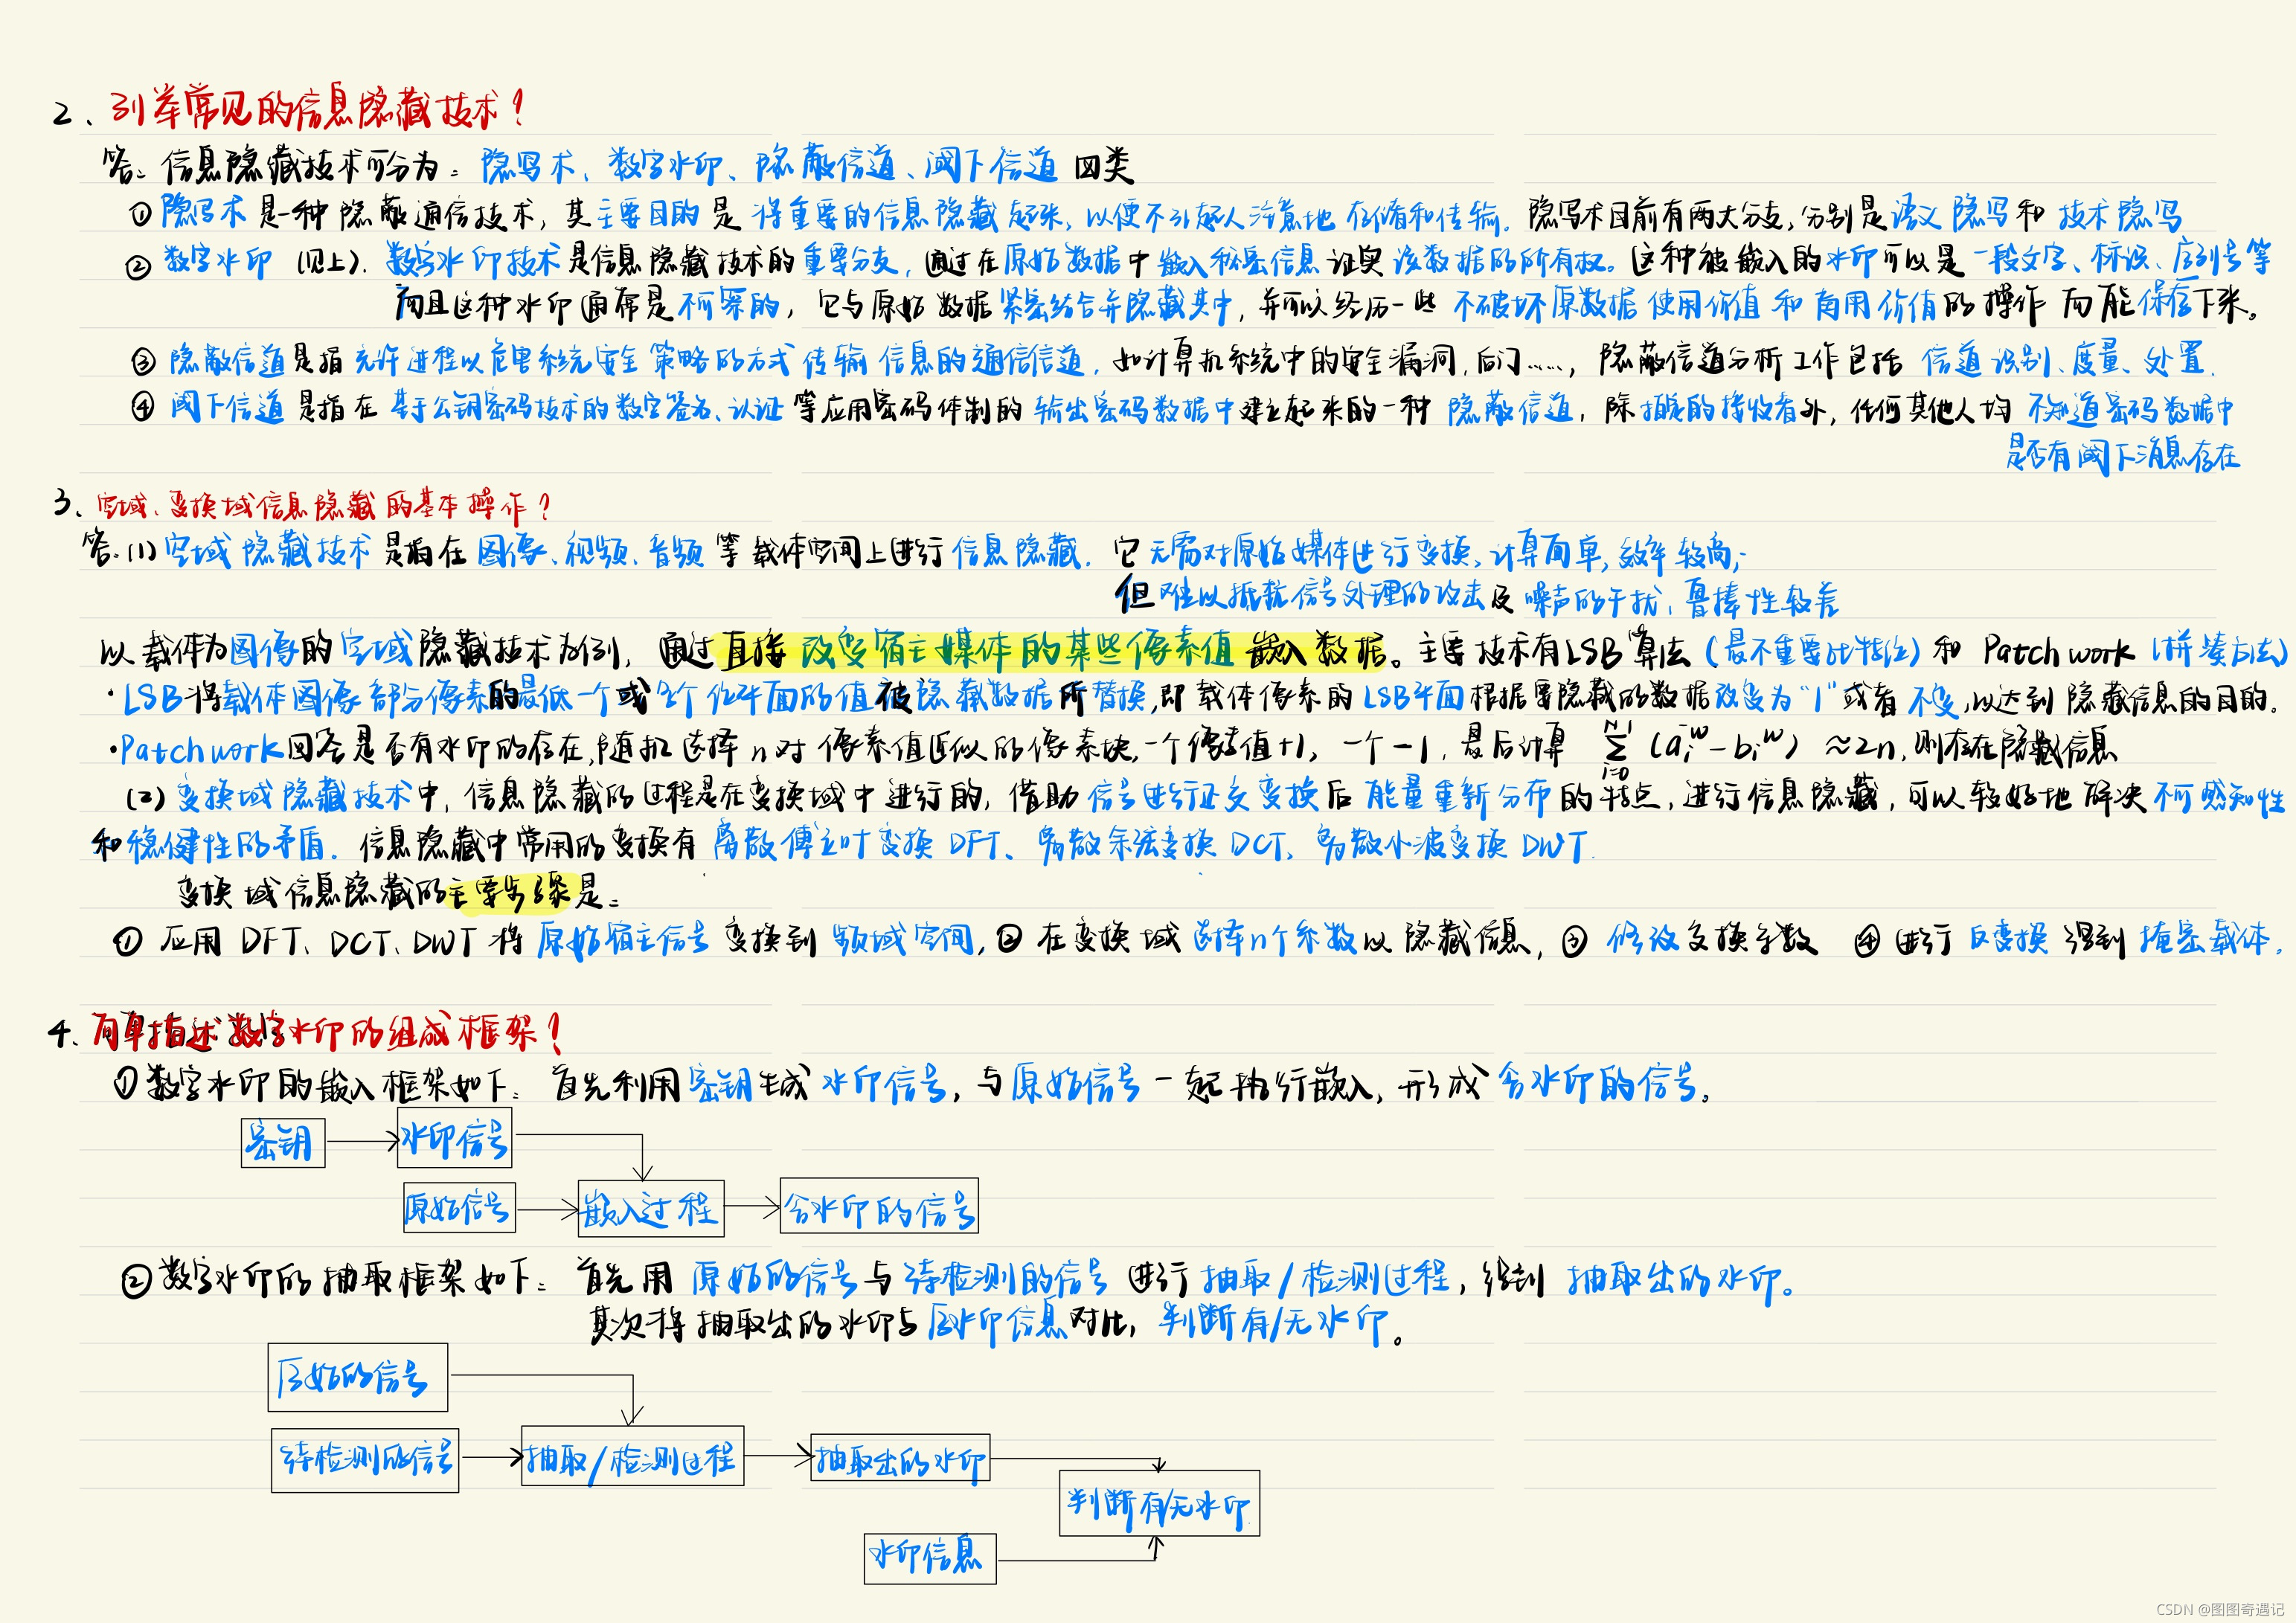 2、列举常见的信息隐藏技术？
答：信息隐藏技术可分为：隐写术、数字水印、隐蔽信道、阈下信道 四类
① 隐写术 是一种隐蔽通信技术，其主要目的是 将重要的信息隐藏起来，以便不引起人注意地 存储和传输。隐写术目前有两大分支，分别是语义隐写和 技术隐写
② 数字水印（见上）. 数字水印技术是信息隐藏技术的重要分支，通过在原始数据中嵌入秘密信息 证实 该数据的所有权。这种被嵌入的水印可以是 一段文字、标识、序列号等
而且这种水印通常是不可察的，它与原始数据 紧密结合并隐藏其中，并可以经历一些 不破坏原数据使用价值 和 商用价值的操作 而能保存下来。
③ 隐蔽信道是指 允许进程以危害系统安全策略的方式 传输 信息的通信信道，如计算机系统中的安全漏洞，后门……，隐蔽信道分析工作包括 信道识别、度量、处置.
④ 阈下信道 是指在 基于公钥密码技术的数字签名、认证 等应用密码体制的 输出密码数据中建立起来的一种 隐蔽信道，除 指定的接收者外，任何其他人均 不知道密码数据中
是否有阈下消息存在
3、空域、变换域信息隐藏的基本操作？
答：(1) 空域隐藏技术 是指在 图像、视频、音频 等载体空间上进行 信息隐藏. 它 无需对原始媒体进行变换，计算简单，效率较高；
但 难以抵抗信号处理的攻击及 噪声的干扰，鲁棒性较差
以载体为图像的空域隐藏技术为例，通过直接 改变宿主媒体的某些像素值 嵌入数据。主要技术有LSB算法（最不重要比特位）和 Patchwork（拼凑方法）
· LSB将载体图像 部分像素的最低一个或多个位平面的值 被隐藏数据所替换，即载体像素的LSB平面根据要隐藏的数据改变为“1”或者 不变，以达到隐藏信息的目的.
· Patchwork回答是否有水印的存在，随机选择n对 像素值近似的像素块，一个像素值+1，一个-1，最后计算 ∑ᵢ₌₀ᴺ⁻¹ (aᵢʷ-bᵢʷ) ≈2n，则存在隐藏信息
(2) 变换域隐藏技术中，信息隐藏的过程是在变换域中进行的，借助 信号进行正交变换后 能量重新分布的特点，进行信息隐藏，可以较好地解决 不可感知性
和稳健性的矛盾. 信息隐藏中常用的变换有 离散傅立叶变换 DFT、离散余弦变换 DCT、离散小波变换 DWT.
变换域信息隐藏的主要步骤是：
① 应用 DFT、DCT、DWT 将 原始宿主信号 变换到 频域空间，② 在变换域 选择n个系数以隐藏信息，③ 修改变换系数 ④ 进行 反变换 得到 掩密载体.
4、简单描述数字水印的组成框架？
① 数字水印的嵌入框架如下： 首先利用密钥生成 水印信号，与原始信号 一起执行嵌入，形成 含水印的信号.
密钥
水印信号
原始信号
嵌入过程
含水印的信号
② 数字水印的 抽取框架如下： 首先用 原始的信号与待检测的信号 进行 抽取/检测过程，得到 抽取出的水印。
其次将抽取出的水印与原水印信息对比，判断有/无水印。
原始的信号
待检测的信号
抽取/检测过程
抽取出的水印
判断有/无水印
水印信息
CSDN @图图奇遇记